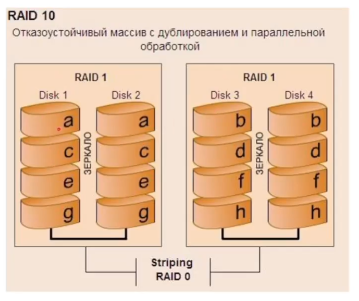 RAID 10
Отказоустойчивый массив с дублированием и параллельной
обработкой
RAID 1
RAID 1
Disk 1
Disk 2
Disk 3
Disk 4
a
a
b
b
c
c
d
d
e
e
f
f
g
g
h
h
ЗЕРКАЛО
ЗЕРКАЛО
Striping
RAID 0